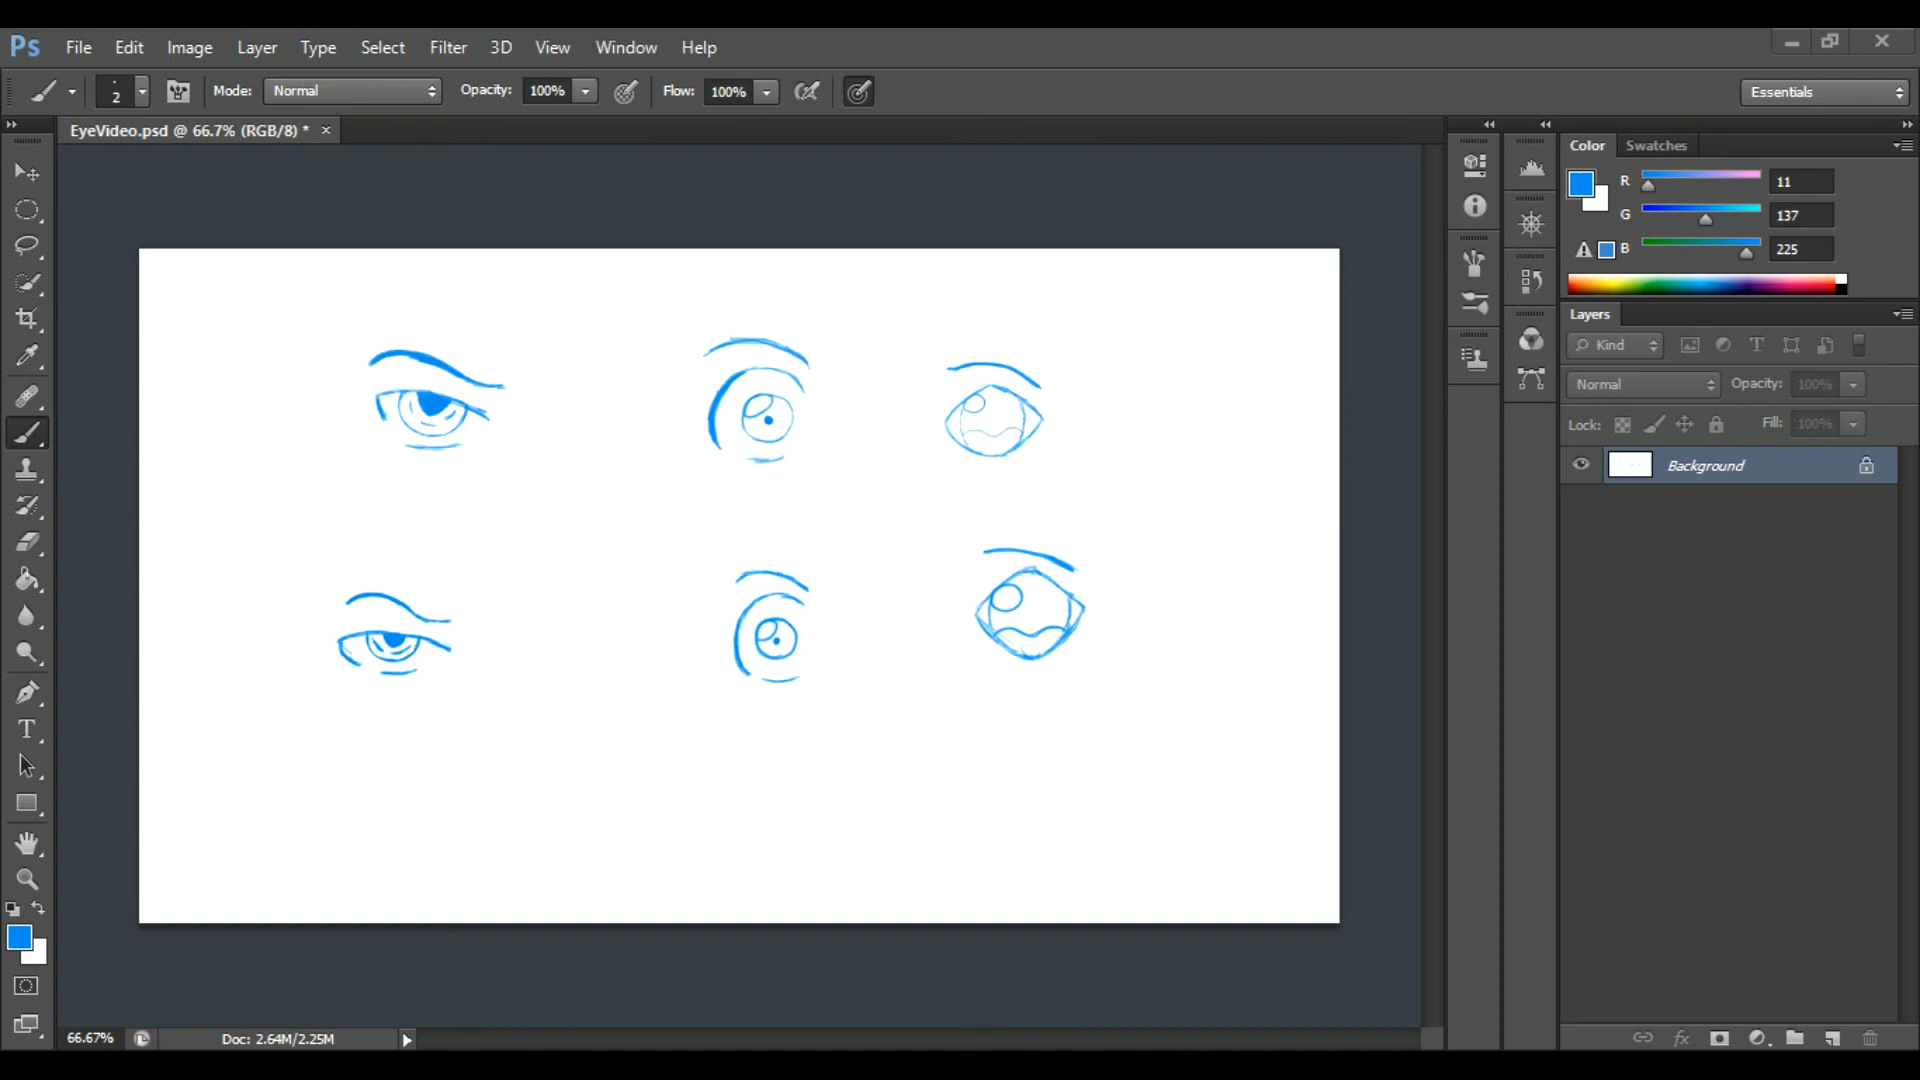 Ps File Edit Image Layer Type Select Filter 3D View Window Help
2 Mode: Normal Opacity: 100% Flow: 100% Essentials
EyeVideo.psd @ 66.7% (RGB/8) * ×
Color Swatches
R 11
G 137
B 225
Layers
Kind
Normal Opacity: 100%
Lock: Fill: 100%
Background
66.67% Doc: 2.64M/2.25M